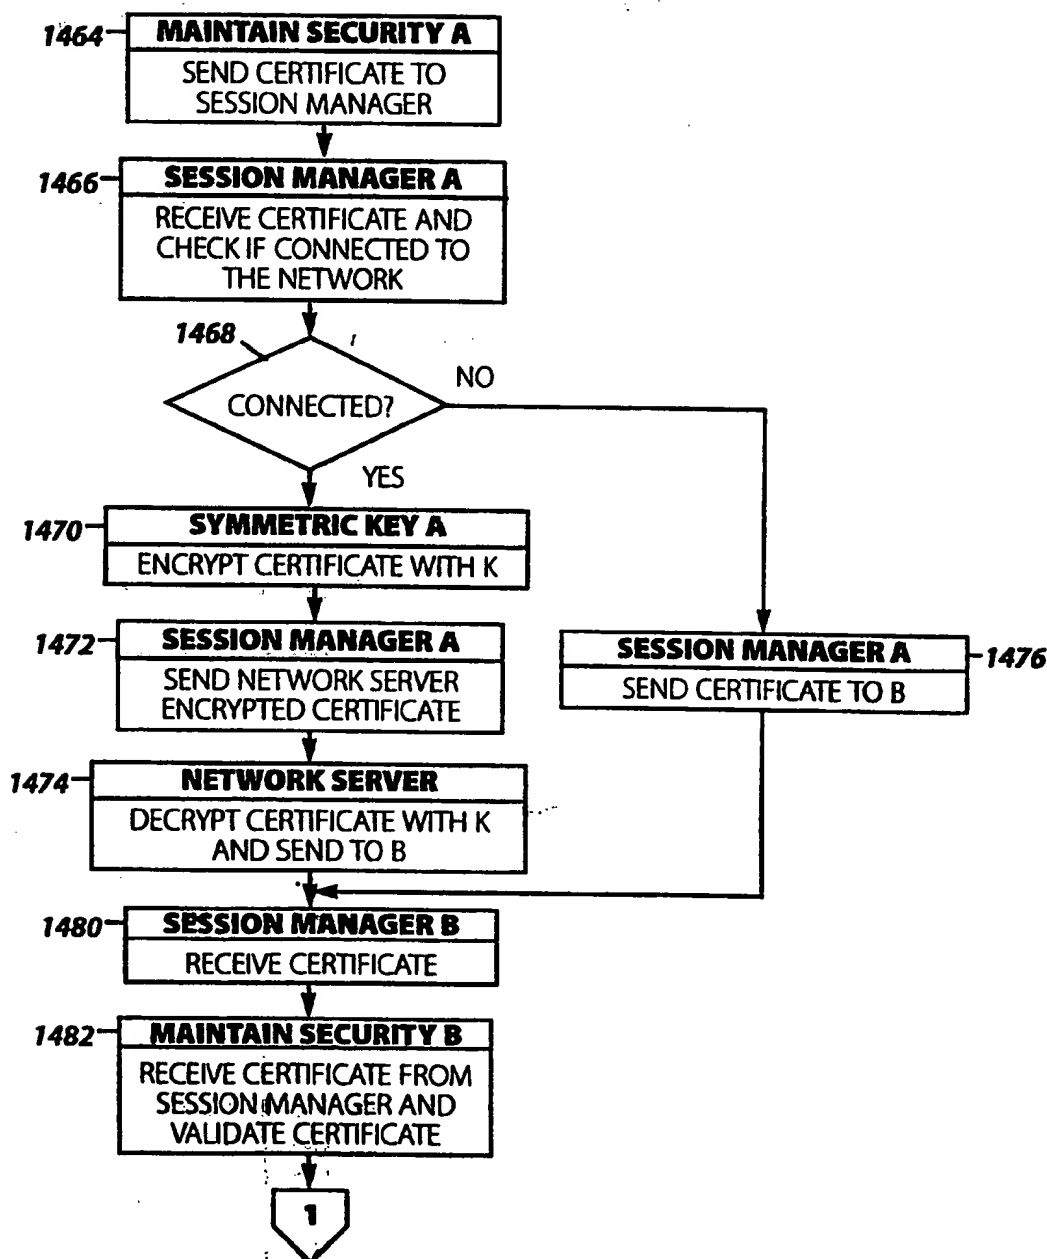 1464
MAINTAIN SECURITY A
SEND CERTIFICATE TO
SESSION MANAGER
1466
SESSION MANAGER A
RECEIVE CERTIFICATE AND
CHECK IF CONNECTED TO
THE NETWORK
1468
CONNECTED?
NO
YES
1470
SYMMETRIC KEY A
ENCRYPT CERTIFICATE WITH K
1472
SESSION MANAGER A
SEND NETWORK SERVER
ENCRYPTED CERTIFICATE
SESSION MANAGER A
1476
SEND CERTIFICATE TO B
1474
NETWORK SERVER
DECRYPT CERTIFICATE WITH K
AND SEND TO B
1480
SESSION MANAGER B
RECEIVE CERTIFICATE
1482
MAINTAIN SECURITY B
RECEIVE CERTIFICATE FROM
SESSION MANAGER AND
VALIDATE CERTIFICATE
1